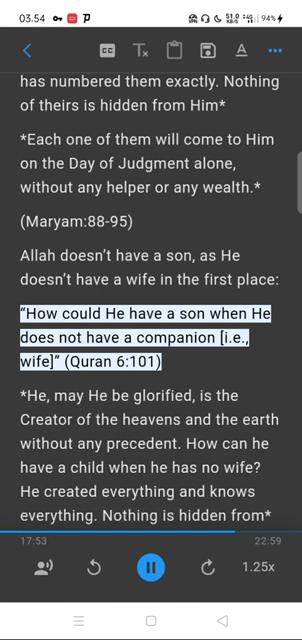 03.54
51.0
KB/S
94%
CC
has numbered them exactly. Nothing
of theirs is hidden from Him*
*Each one of them will come to Him
on the Day of Judgment alone,
without any helper or any wealth.*
(Maryam:88-95)
Allah doesn’t have a son, as He
doesn’t have a wife in the first place:
“How could He have a son when He
does not have a companion [i.e.,
wife]” (Quran 6:101)
*He, may He be glorified, is the
Creator of the heavens and the earth
without any precedent. How can he
have a child when he has no wife?
He created everything and knows
everything. Nothing is hidden from*
17:53 22:59
1.25x